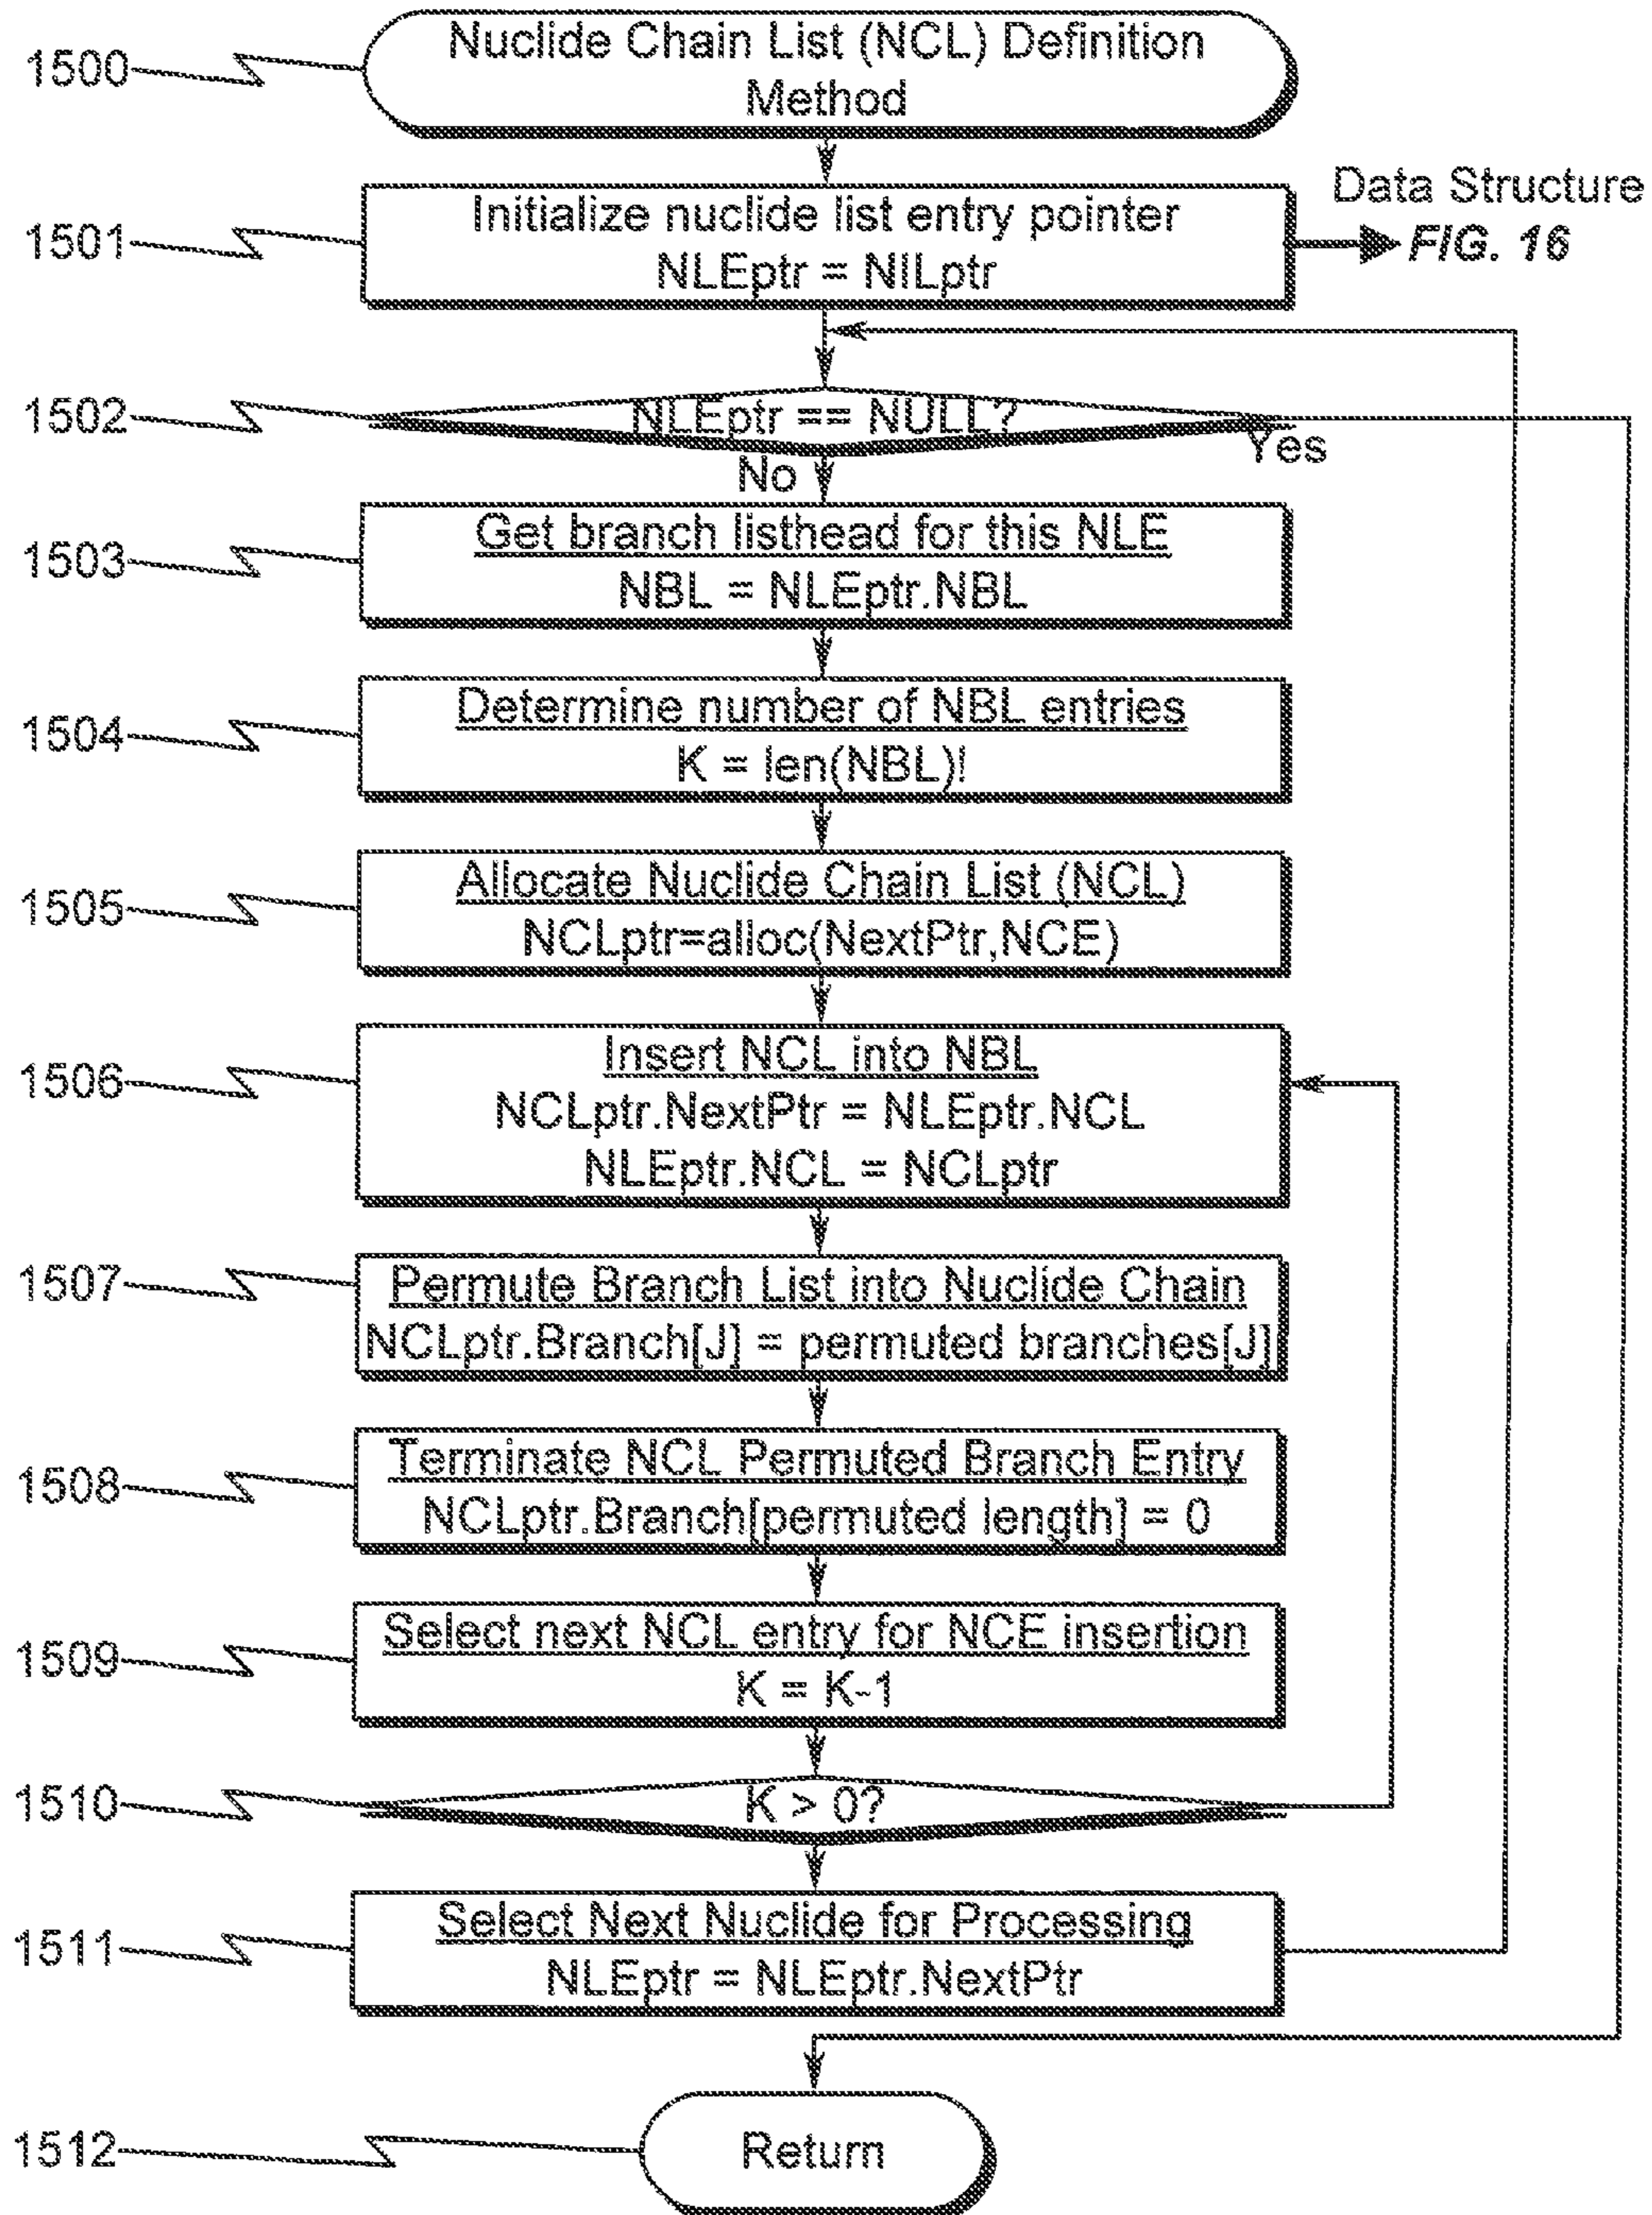 1500
Nuclide Chain List (NCL) Definition
Method
1501
Initialize nuclide list entry pointer
NLEptr = NILptr
Data Structure
FIG. 16
1502
NLEptr == NULL?
Yes
No
1503
Get branch listhead for this NLE
NBL = NLEptr.NBL
1504
Determine number of NBL entries
K = len(NBL)!
1505
Allocate Nuclide Chain List (NCL)
NCLptr=alloc(NextPtr,NCE)
1506
Insert NCL into NBL
NCLptr.NextPtr = NLEptr.NCL
NLEptr.NCL = NCLptr
1507
Permute Branch List into Nuclide Chain
NCLptr.Branch[J] = permuted branches[J]
1508
Terminate NCL Permuted Branch Entry
NCLptr.Branch[permuted length] = 0
1509
Select next NCL entry for NCE insertion
K = K-1
1510
K > 0?
1511
Select Next Nuclide for Processing
NLEptr = NLEptr.NextPtr
1512
Return